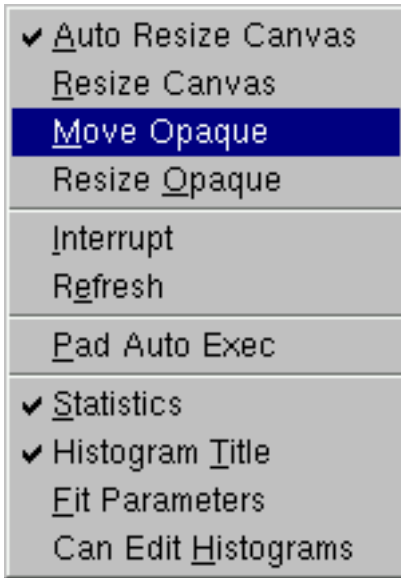 Auto Resize Canvas
Resize Canvas
Move Opaque
Resize Opaque
Interrupt
Refresh
Pad Auto Exec
Statistics
Histogram Title
Fit Parameters
Can Edit Histograms